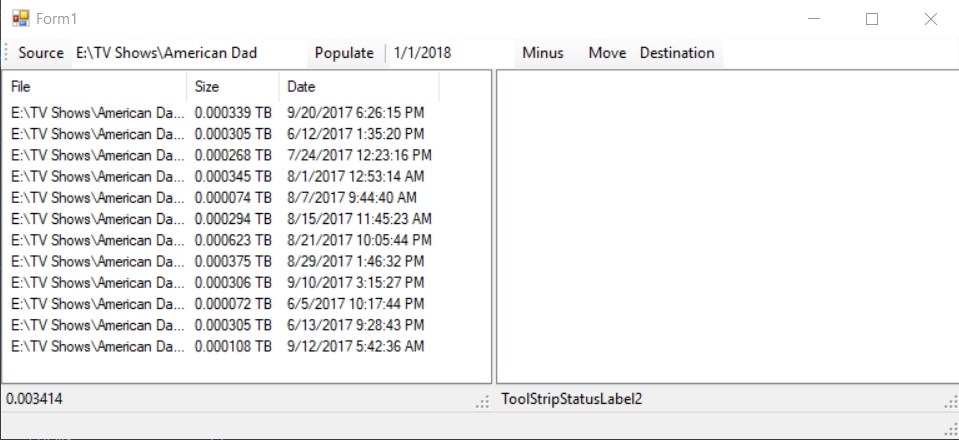 Form1
Source E:\TV Shows\American Dad Populate 1/1/2018 Minus Move Destination
File Size Date
E:\TV Shows\American Da... 0.000339 TB 9/20/2017 6:26:15 PM
E:\TV Shows\American Da... 0.000305 TB 6/12/2017 1:35:20 PM
E:\TV Shows\American Da... 0.000268 TB 7/24/2017 12:23:16 PM
E:\TV Shows\American Da... 0.000345 TB 8/1/2017 12:53:14 AM
E:\TV Shows\American Da... 0.000074 TB 8/7/2017 9:44:40 AM
E:\TV Shows\American Da... 0.000294 TB 8/15/2017 11:45:23 AM
E:\TV Shows\American Da... 0.000623 TB 8/21/2017 10:05:44 PM
E:\TV Shows\American Da... 0.000375 TB 8/29/2017 1:46:32 PM
E:\TV Shows\American Da... 0.000306 TB 9/10/2017 3:15:27 PM
E:\TV Shows\American Da... 0.000072 TB 6/5/2017 10:17:44 PM
E:\TV Shows\American Da... 0.000305 TB 6/13/2017 9:28:43 PM
E:\TV Shows\American Da... 0.000108 TB 9/12/2017 5:42:36 AM
0.003414 ToolStripStatusLabel2